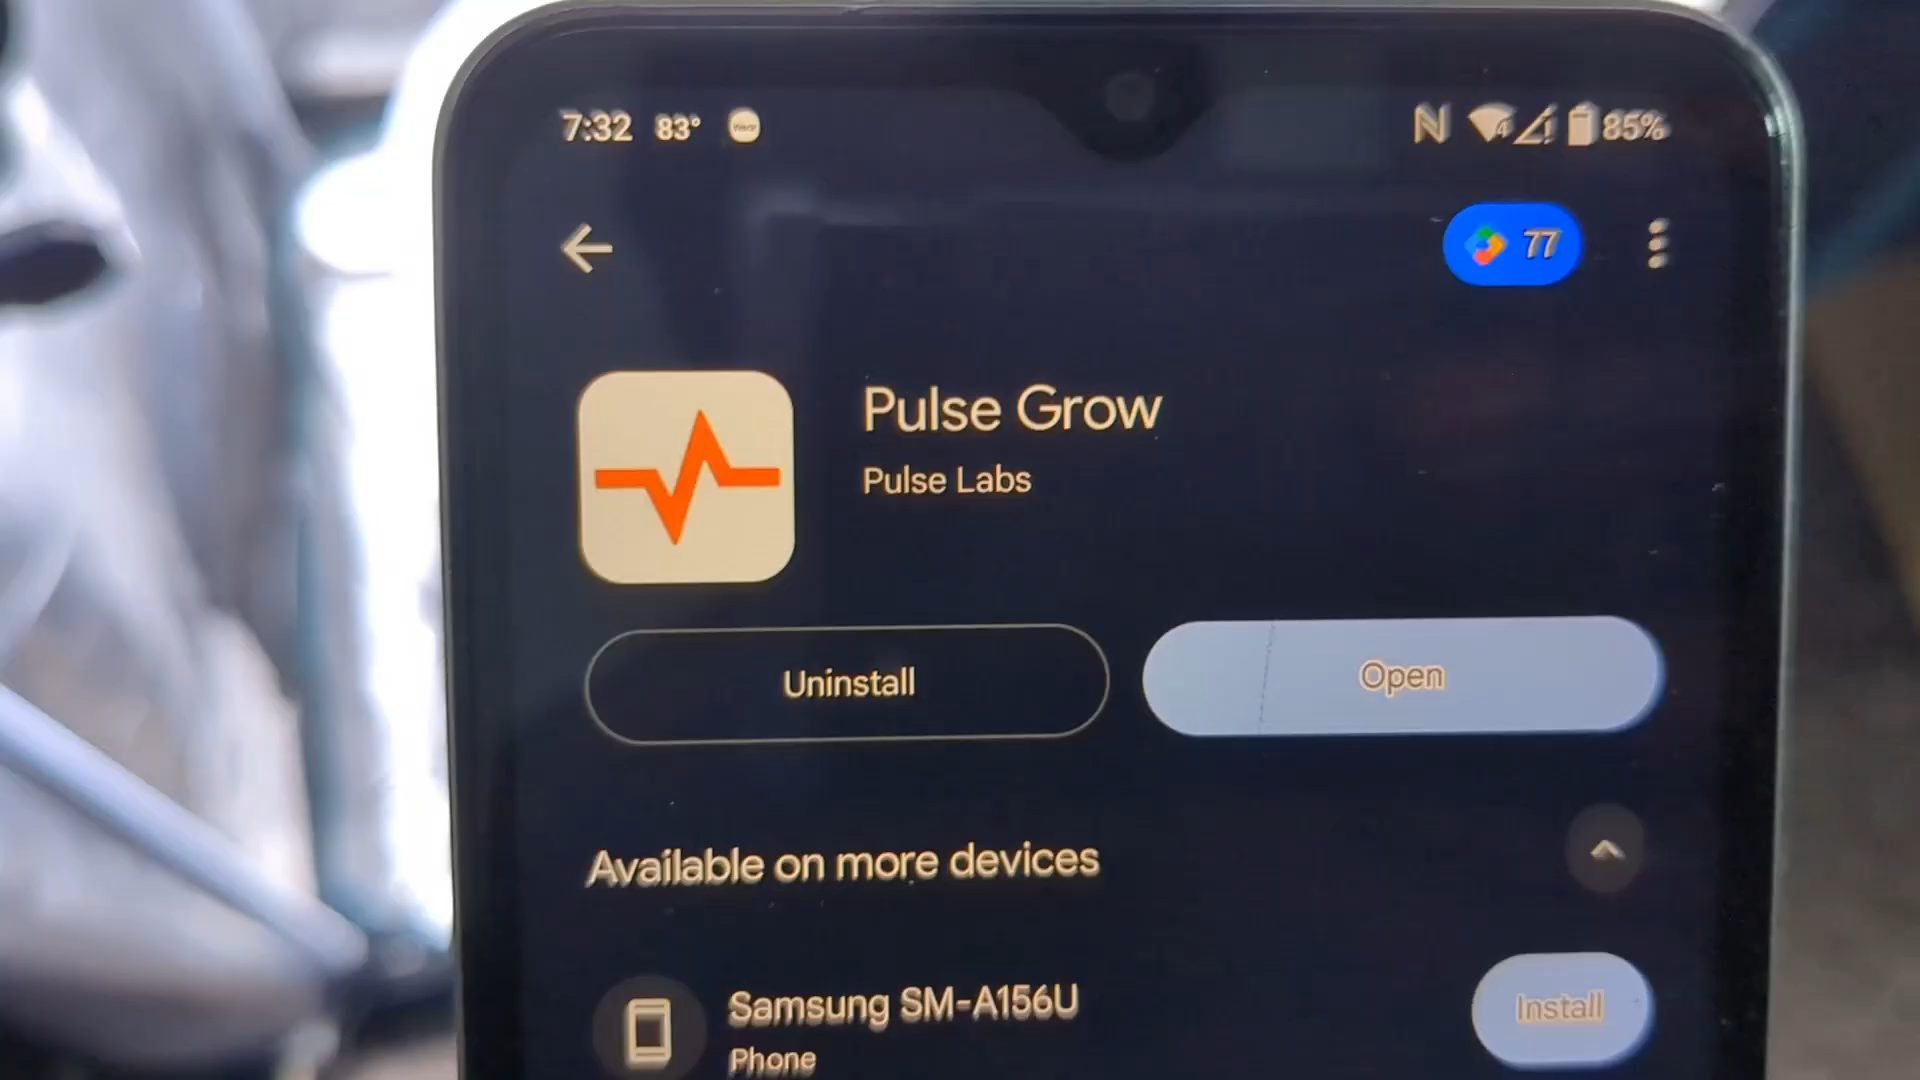 7:32 83° 85%
77
Pulse Grow
Pulse Labs
Uninstall
Open
Available on more devices
Samsung SM-A156U
Install
Phone